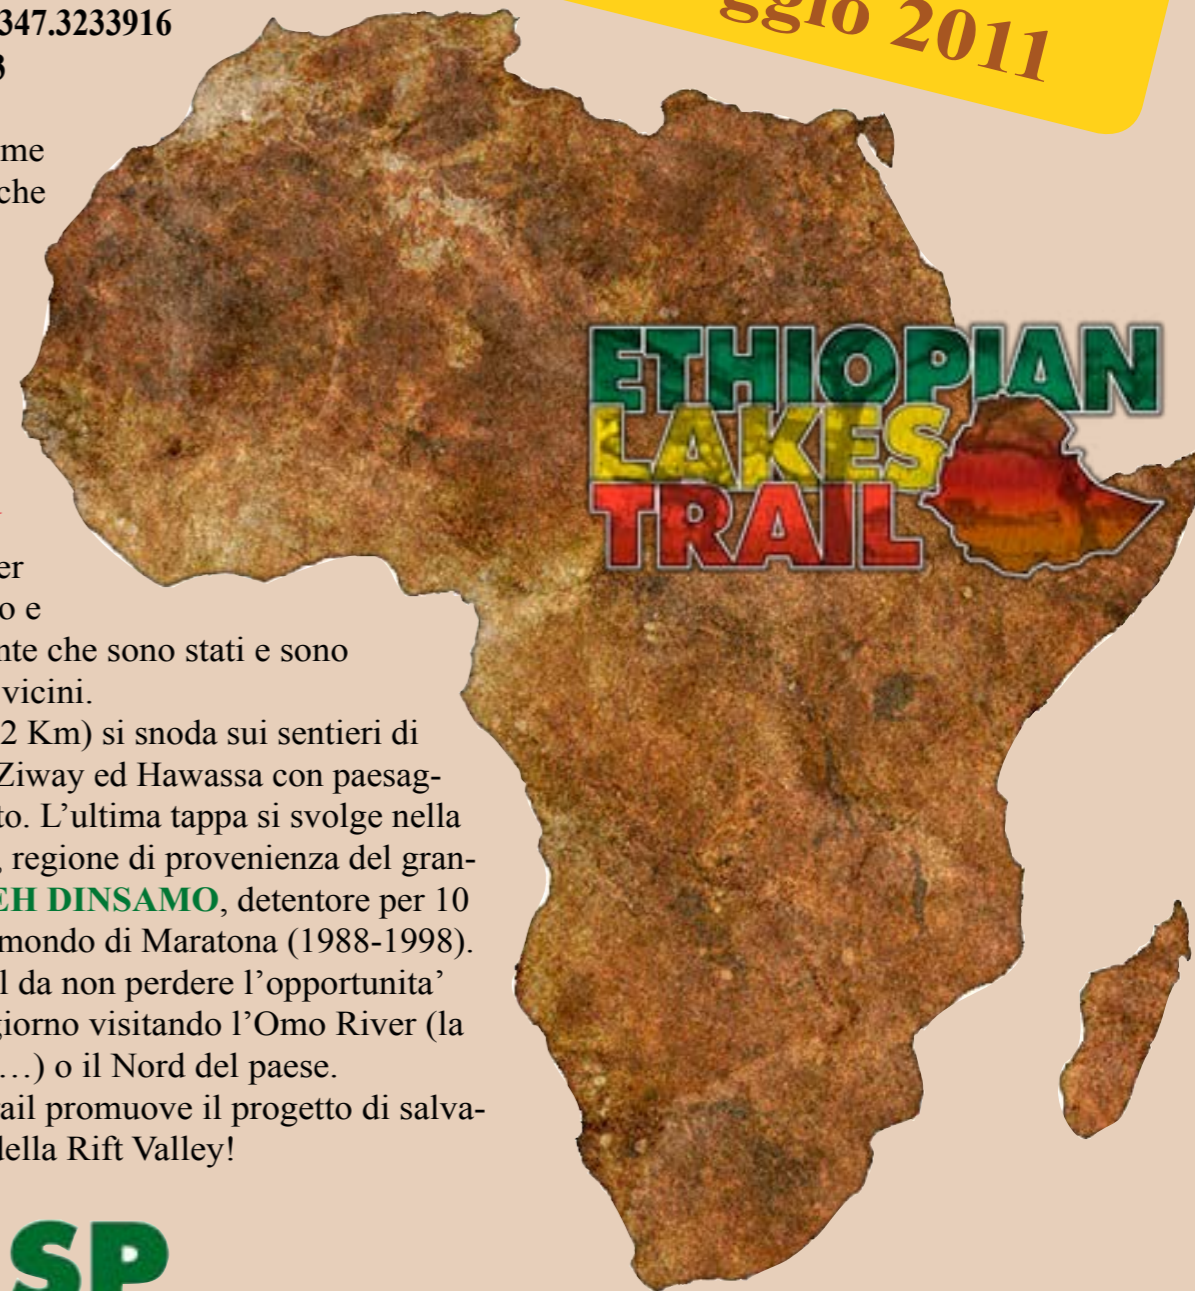 347.3233916
3
ggio 2011
me
che
ETHIOPIAN
LAKES
TRAIL
er
o e
nte che sono stati e sono
vicini.
2 Km) si snoda sui sentieri di
Ziway ed Hawassa con paesag-
to. L’ultima tappa si svolge nella
, regione di provenienza del gran-
EH DINSAMO, detentore per 10
mondo di Maratona (1988-1998).
l da non perdere l’opportunita’
giorno visitando l’Omo River (la
…) o il Nord del paese.
rail promuove il progetto di salva-
della Rift Valley!
SP